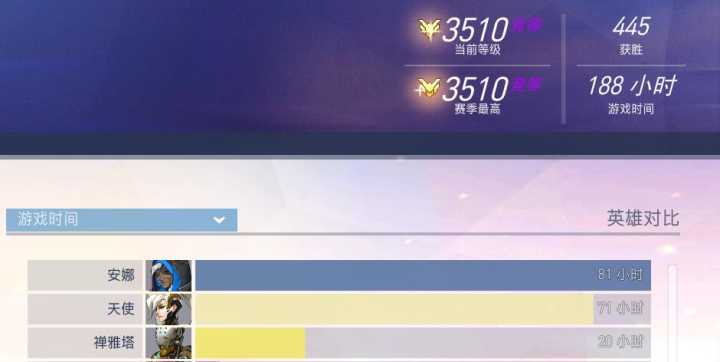 3510
当前等级
445
获胜
3510
赛季最高
188 小时
游戏时间
游戏时间
英雄对比
安娜
81 小时
天使
71 小时
禅雅塔
20 小时